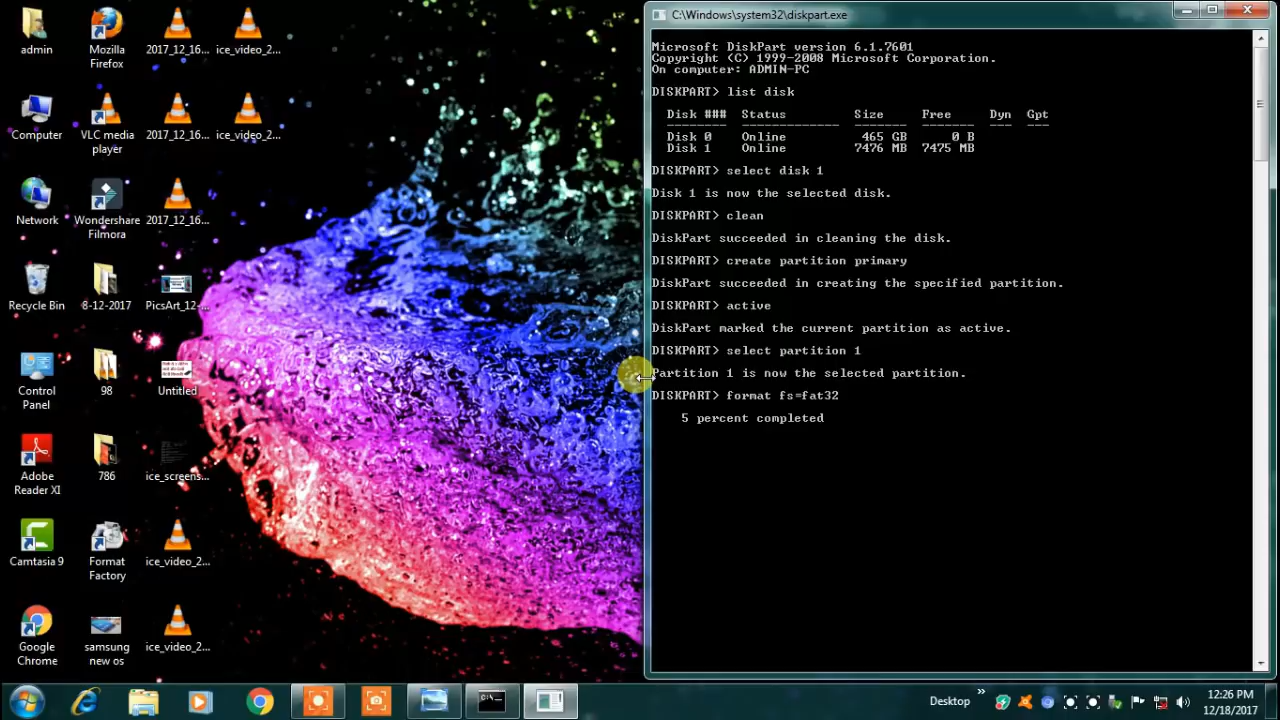 admin
Mozilla
Firefox
2017_12_16...
ice_video_2...
Computer
VLC media
player
2017_12_16...
ice_video_2...
Network
Wondershare
Filmora
2017_12_16...
Recycle Bin
8-12-2017
PicsArt_12-...
Control
Panel
98
Untitled
Adobe
Reader XI
786
ice_screens...
Camtasia 9
Format
Factory
ice_video_2...
Google
Chrome
samsung
new os
ice_video_2...
C:\Windows\system32\diskpart.exe
Microsoft DiskPart version 6.1.7601
Copyright (C) 1999-2008 Microsoft Corporation.
On computer: ADMIN-PC
DISKPART> list disk
Disk ### Status Size Free Dyn Gpt
-------- ------------- ------- ------- --- ---
Disk 0 Online 465 GB 0 B
Disk 1 Online 7476 MB 7475 MB
DISKPART> select disk 1
Disk 1 is now the selected disk.
DISKPART> clean
DiskPart succeeded in cleaning the disk.
DISKPART> create partition primary
DiskPart succeeded in creating the specified partition.
DISKPART> active
DiskPart marked the current partition as active.
DISKPART> select partition 1
Partition 1 is now the selected partition.
DISKPART> format fs=fat32
5 percent completed
Desktop
12:26 PM
12/18/2017